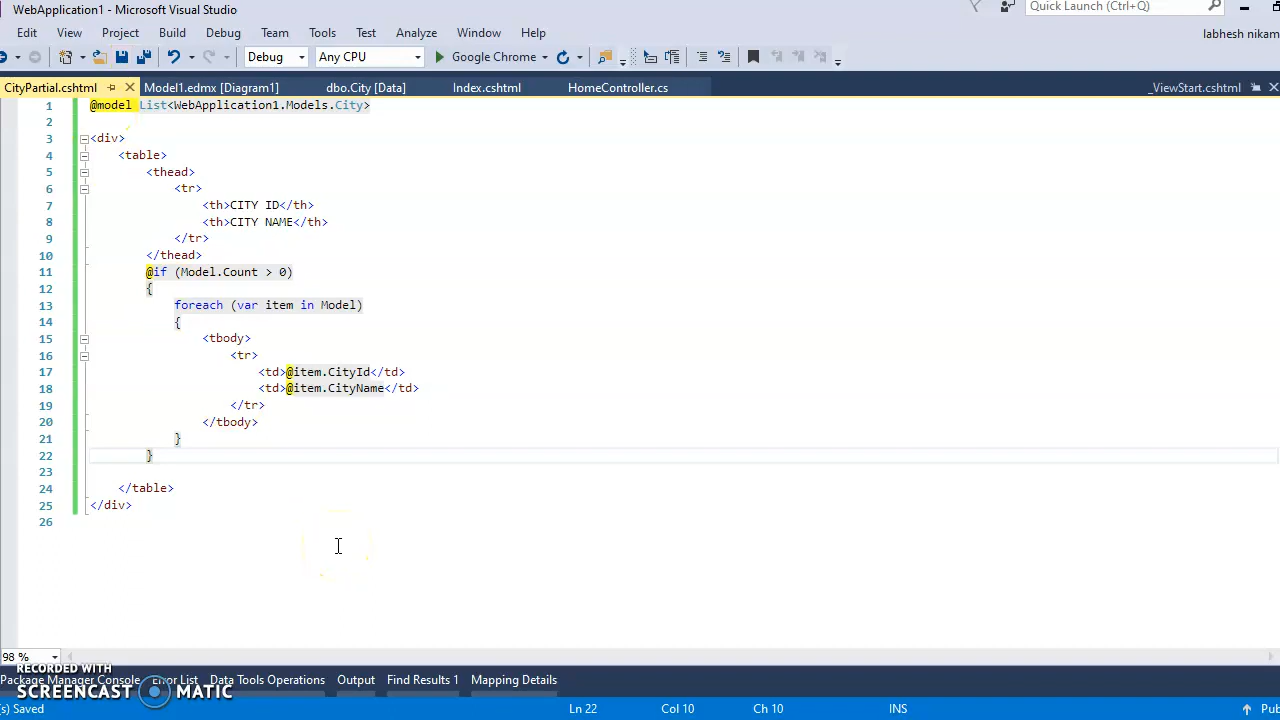 WebApplication1 - Microsoft Visual Studio
Quick Launch (Ctrl+Q)
File View Project Build Debug Team Tools Test Analyze Window Help
labhesh nikam
Debug Any CPU Google Chrome
CityPartial.cshtml Model1.edmx [Diagram1] dbo.City [Data] Index.cshtml HomeController.cs _ViewStart.cshtml
1 @model List<WebApplication1.Models.City>
2
3 <div>
4 <table>
5 <thead>
6 <tr>
7 <th>CITY ID</th>
8 <th>CITY NAME</th>
9 </tr>
10 </thead>
11 @if (Model.Count > 0)
12 {
13 foreach (var item in Model)
14 {
15 <tbody>
16 <tr>
17 <td>@item.CityId</td>
18 <td>@item.CityName</td>
19 </tr>
20 </tbody>
21 }
22 }
23
24 </table>
25 </div>
26
98 %
RECORDED WITH
SCREENCAST MATIC
Package Manager Console Error List Data Tools Operations Output Find Results 1 Mapping Details
(s) Saved Ln 22 Col 10 Ch 10 INS Pub